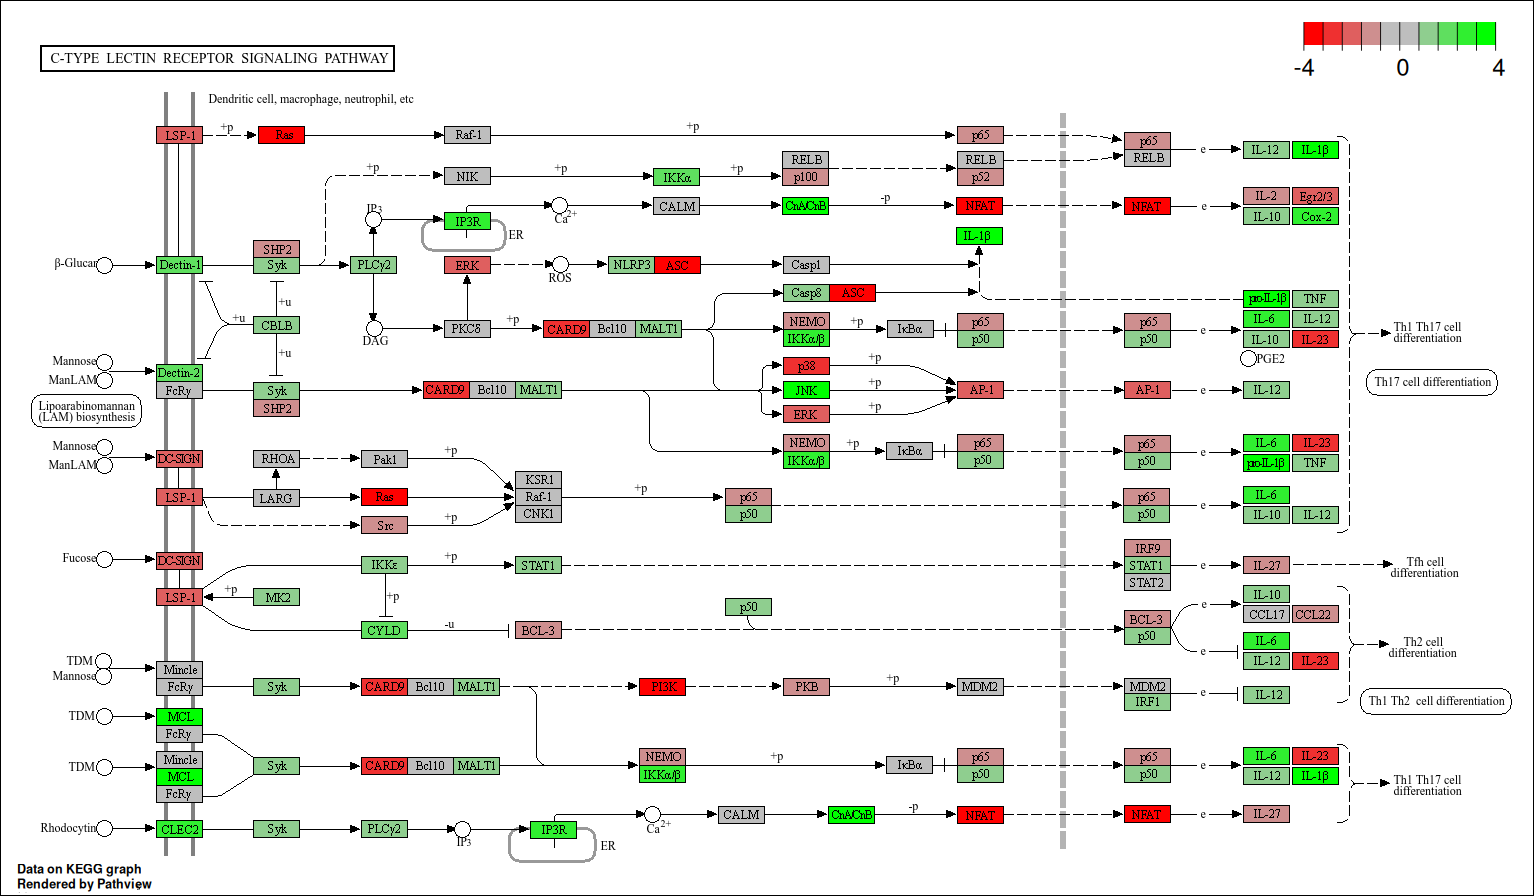 C-TYPE LECTIN RECEPTOR SIGNALING PATHWAY
-4 0 4
Dendritic cell, macrophage, neutrophil, etc
LSP-1 +p Ras Raf-1 +p p65 p65 RELB e IL-12 IL-1β
+p NIK +p IKKα +p RELB p100 RELB p52
IP3 IP3R ER Ca2+ CALM CnA/CnB -p NFAT NFAT e IL-2 Egr2/3
IL-10 Cox-2
IL-1β
β-Glucan Dectin-1 SHP2 Syk PLCγ2 ERK ROS NLRP3 ASC Casp1
Casp8 ASC pro-IL-1β TNF
+u CBLB +u DAG PKCδ +p CARD9 Bcl10 MALT1 NEMO IKKα/β +p IκBα p65 p50 p65 p50 e IL-6 IL-12
IL-10 IL-23
PGE2
Th1 Th17 cell
differentiation
+u
Mannose
ManLAM
Dectin-2
FcRγ
p38 +p
Th17 cell differentiation
Syk SHP2 CARD9 Bcl10 MALT1 JNK +p AP-1 AP-1 e IL-12
ERK +p
Lipoarabinomannan
(LAM) biosynthesis
NEMO IKKα/β +p IκBα p65 p50 p65 p50 e IL-6 IL-23
pro-IL-1β TNF
Mannose
ManLAM
DC-SIGN RHOA Pak1 +p
LSP-1 LARG Ras KSR1 Raf-1 CNK1 +p p65 p50 p65 p50 e IL-6
IL-10 IL-12
Src +p
Fucose DC-SIGN IKKε +p STAT1 IRF9 STAT1 STAT2 e IL-27
Tfh cell
differentiation
LSP-1 +p MK2 +p p50
CYLD -u BCL-3 BCL-3 p50 e IL-10
CCL17 CCL22
e IL-6
IL-12 IL-23
Th2 cell
differentiation
TDM
Mannose
Mincle
FcRγ Syk CARD9 Bcl10 MALT1 PI3K PKB +p MDM2 MDM2 IRF1 e IL-12
Th1 Th2 cell differentiation
TDM MCL
FcRγ
TDM Mincle
MCL
FcRγ
Syk CARD9 Bcl10 MALT1 NEMO IKKα/β +p IκBα p65 p50 p65 p50 e IL-6 IL-23
IL-12 IL-1β
Th1 Th17 cell
differentiation
Rhodocytin CLEC2 Syk PLCγ2 IP3 IP3R ER Ca2+ CALM CnA/CnB -p NFAT NFAT e IL-27
Data on KEGG graph
Rendered by Pathview